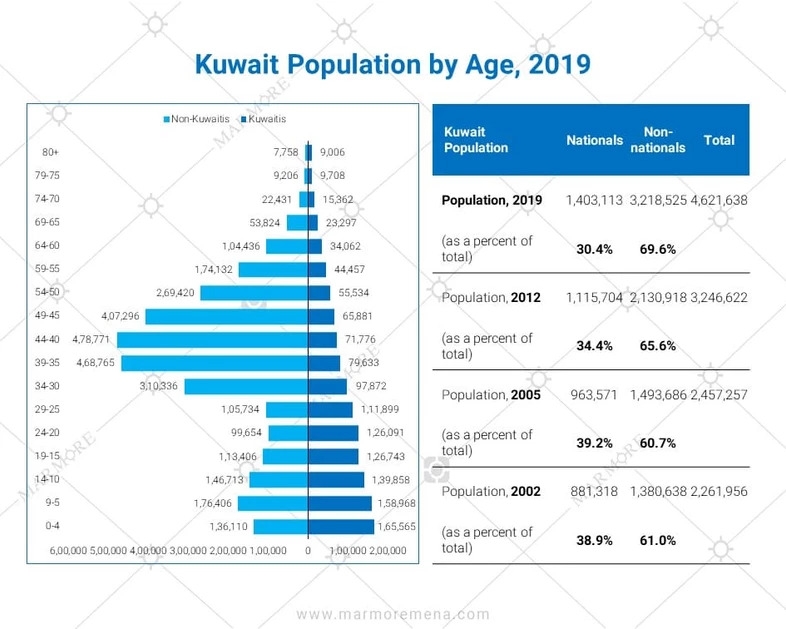 Kuwait Population by Age, 2019
Non-Kuwaitis Kuwaitis
80+ 7,758 9,006
79-75 9,206 9,708
74-70 22,431 15,362
69-65 53,824 23,297
64-60 1,04,436 34,062
59-55 1,74,132 44,457
54-50 2,69,420 55,534
49-45 4,07,296 65,881
44-40 4,78,771 71,776
39-35 4,68,765 79,633
34-30 3,10,336 97,872
29-25 1,05,734 1,11,899
24-20 99,654 1,26,091
19-15 1,13,406 1,26,743
14-10 1,46,713 1,39,858
9-5 1,76,406 1,58,968
0-4 1,36,110 1,65,565
6,00,000 5,00,000 4,00,000 3,00,000 2,00,000 1,00,000 0 1,00,000 2,00,000
Kuwait
Population Nationals Non-
nationals Total
Population, 2019 1,403,113 3,218,525 4,621,638
(as a percent of
total) 30.4% 69.6%
Population, 2012 1,115,704 2,130,918 3,246,622
(as a percent of
total) 34.4% 65.6%
Population, 2005 963,571 1,493,686 2,457,257
(as a percent of
total) 39.2% 60.7%
Population, 2002 881,318 1,380,638 2,261,956
(as a percent of
total) 38.9% 61.0%
MARMORE
MARMORE
MARMORE
MARMORE
www.marmoremena.com